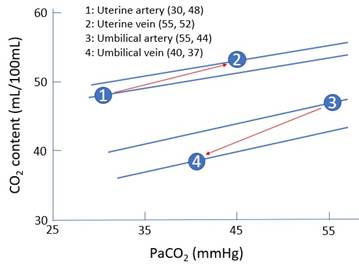 1: Uterine artery (30, 48)
2: Uterine vein (55, 52)
3: Umbilical artery (55, 44)
4: Umbilical vein (40, 37)
CO2 content (mL/100mL)
60
50
40
30
1
2
3
4
25
35
45
55
PaCO2 (mmHg)